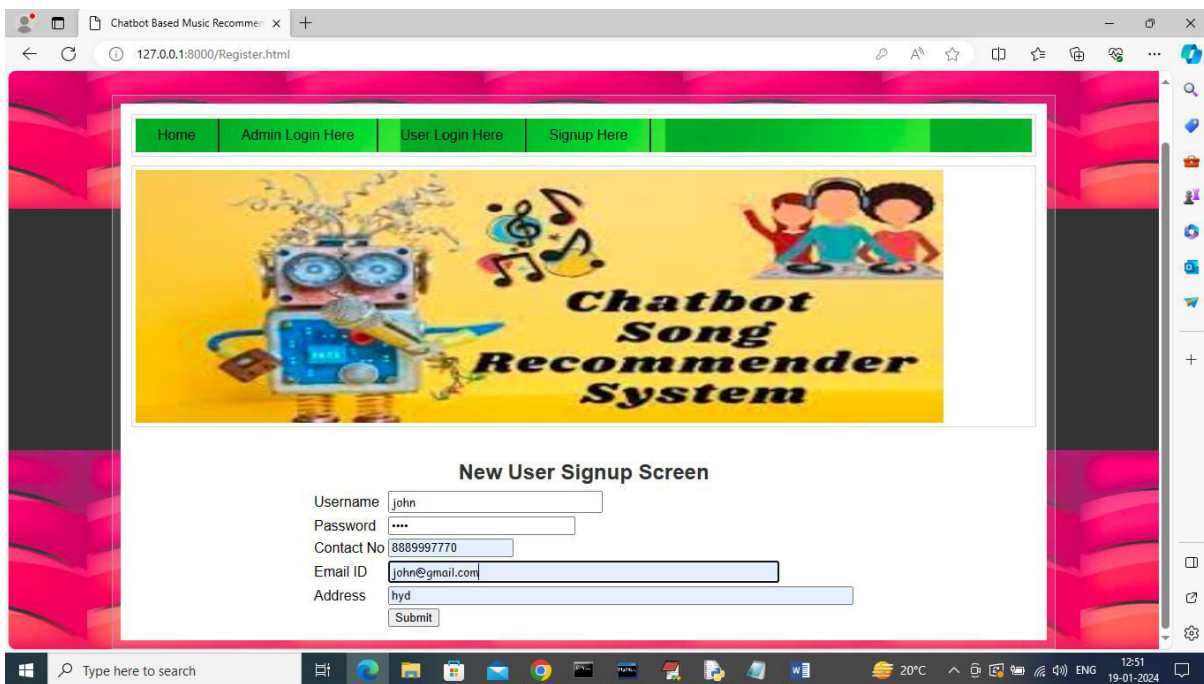 Chatbot Based Music Recommen
127.0.0.1:8000/Register.html
Home Admin Login Here User Login Here Signup Here
Chatbot
Song
Recommender
System
New User Signup Screen
Username john
Password ••••
Contact No 8889997770
Email ID john@gmail.com
Address hyd
Submit
Type here to search
20°C ENG 12:51
19-01-2024